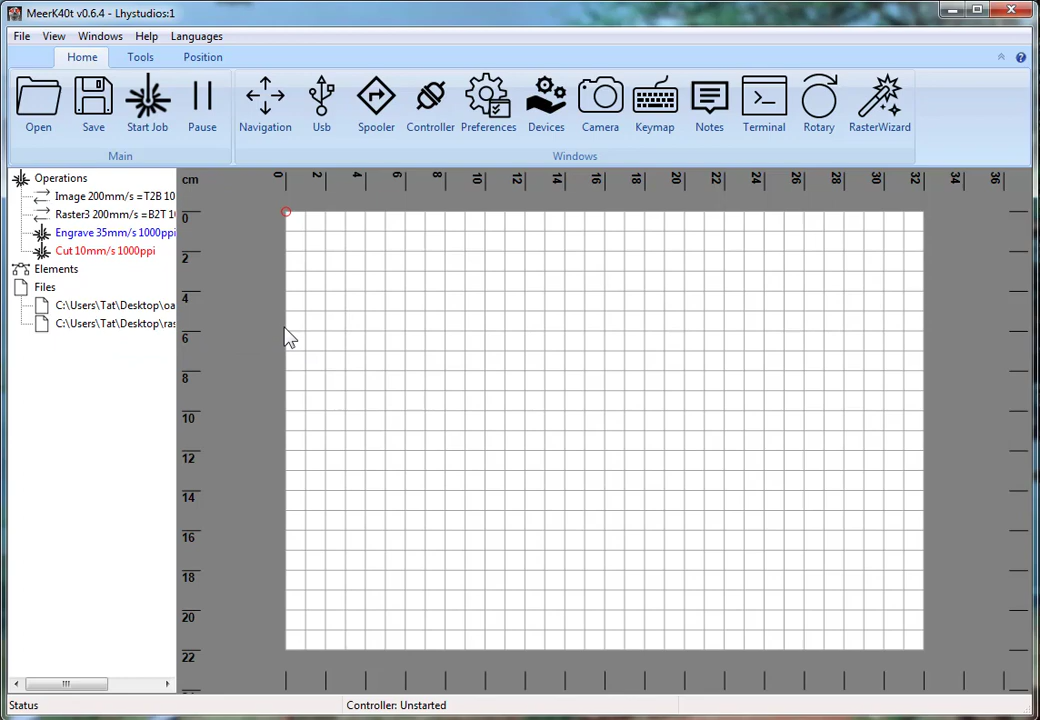 MeerK40t v0.6.4 - Lhystudios:1
File View Windows Help Languages
Home Tools Position
Open Save Start Job Pause Navigation Usb Spooler Controller Preferences Devices Camera Keymap Notes Terminal Rotary RasterWizard
Main Windows
cm 0 2 4 6 8 10 12 14 16 18 20 22 24 26 28 30 32 34 36
Operations
Image 200mm/s =T2B 10
Raster3 200mm/s =B2T 1
Engrave 35mm/s 1000ppi
Cut 10mm/s 1000ppi
Elements
Files
C:\Users\Tat\Desktop\oa
C:\Users\Tat\Desktop\ras
0
2
4
6
8
10
12
14
16
18
20
22
Status Controller: Unstarted